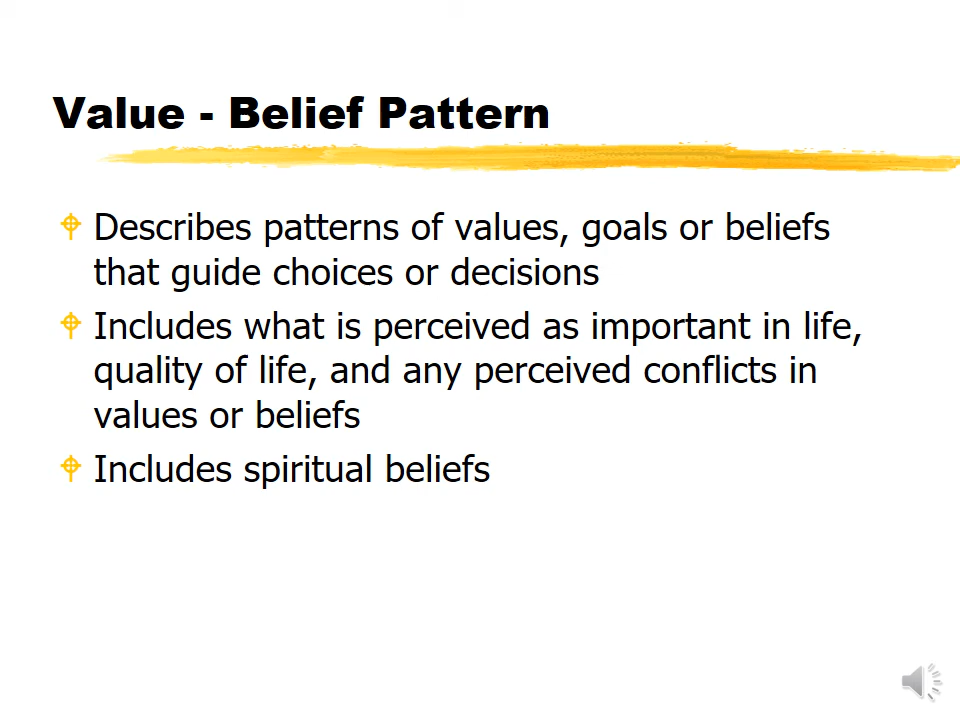 Value - Belief Pattern
Describes patterns of values, goals or beliefs
that guide choices or decisions
Includes what is perceived as important in life,
quality of life, and any perceived conflicts in
values or beliefs
Includes spiritual beliefs